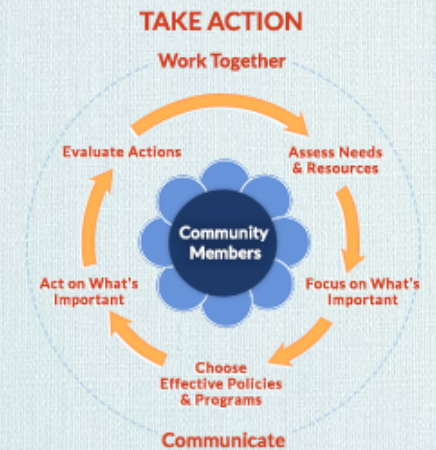 TAKE ACTION
Work Together
Evaluate Actions
Assess Needs
& Resources
Community
Members
Act on What's
Important
Focus on What's
Important
Choose
Effective Policies
& Programs
Communicate